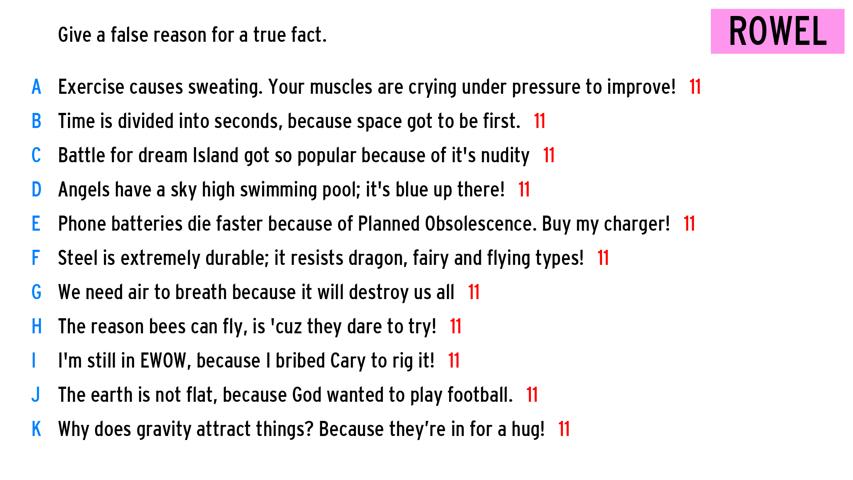 Give a false reason for a true fact.
ROWEL
A Exercise causes sweating. Your muscles are crying under pressure to improve! 11
B Time is divided into seconds, because space got to be first. 11
C Battle for dream Island got so popular because of it's nudity 11
D Angels have a sky high swimming pool; it's blue up there! 11
E Phone batteries die faster because of Planned Obsolescence. Buy my charger! 11
F Steel is extremely durable; it resists dragon, fairy and flying types! 11
G We need air to breath because it will destroy us all 11
H The reason bees can fly, is 'cuz they dare to try! 11
I I'm still in EWOW, because I bribed Cary to rig it! 11
J The earth is not flat, because God wanted to play football. 11
K Why does gravity attract things? Because they’re in for a hug! 11